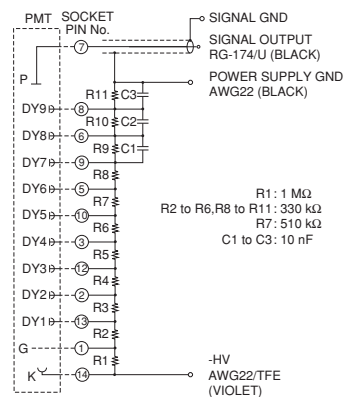 PMT
SOCKET
PIN No.
SIGNAL GND
7
SIGNAL OUTPUT
RG-174/U (BLACK)
P
POWER SUPPLY GND
AWG22 (BLACK)
R11
C3
DY9
8
R10
C2
DY8
6
R9
C1
DY7
9
R8
DY6
5
R7
DY5
10
R6
DY4
3
R5
DY3
12
R4
DY2
2
R3
DY1
13
R2
G
1
R1
K
14
R1: 1 MΩ
R2 to R6,R8 to R11: 330 kΩ
R7: 510 kΩ
C1 to C3: 10 nF
-HV
AWG22/TFE
(VIOLET)